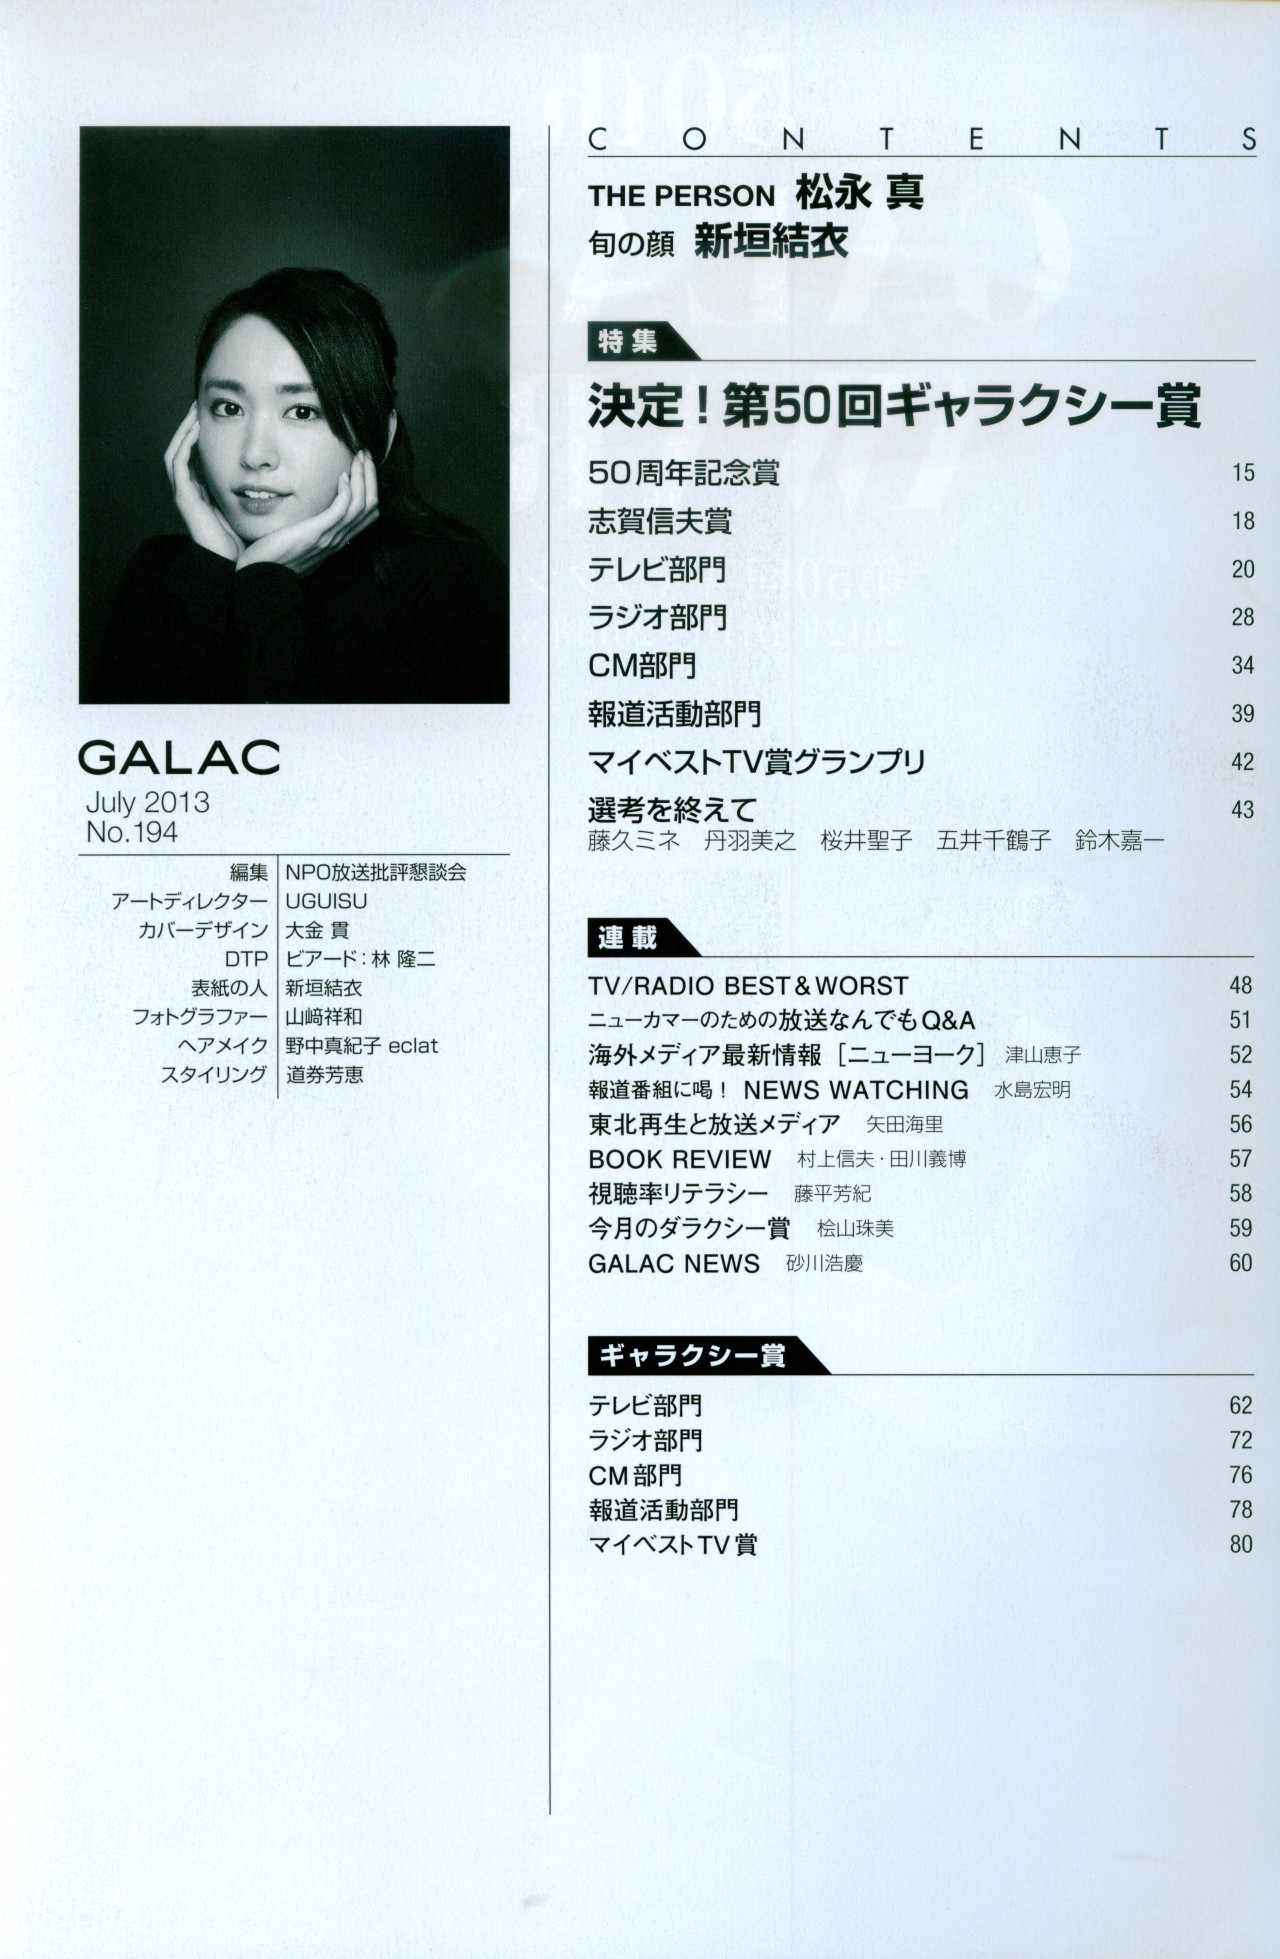 CONTENTS
THE PERSON 松永 真
旬の顔 新垣結衣
特集
決定！第50回ギャラクシー賞
50周年記念賞 15
志賀信夫賞 18
テレビ部門 20
ラジオ部門 28
CM部門 34
報道活動部門 39
マイベストTV賞グランプリ 42
選考を終えて 43
藤久ミネ 丹羽美之 桜井聖子 五井千鶴子 鈴木嘉一
連載
TV/RADIO BEST & WORST 48
ニューカマーのための放送なんでもQ&A 51
海外メディア最新情報［ニューヨーク］ 津山恵子 52
報道番組に喝！ NEWS WATCHING 水島宏明 54
東北再生と放送メディア 矢田海里 56
BOOK REVIEW 村上信夫・田川義博 57
視聴率リテラシー 藤平芳紀 58
今月のダラクシー賞 桧山珠美 59
GALAC NEWS 砂川浩慶 60
ギャラクシー賞
テレビ部門 62
ラジオ部門 72
CM部門 76
報道活動部門 78
マイベストTV賞 80
GALAC
July 2013
No.194
編集 NPO放送批評懇談会
アートディレクター UGUISU
カバーデザイン 大金 貫
DTP ビアード：林 隆二
表紙の人 新垣結衣
フォトグラファー 山﨑祥和
ヘアメイク 野中真紀子 eclat
スタイリング 道券芳恵